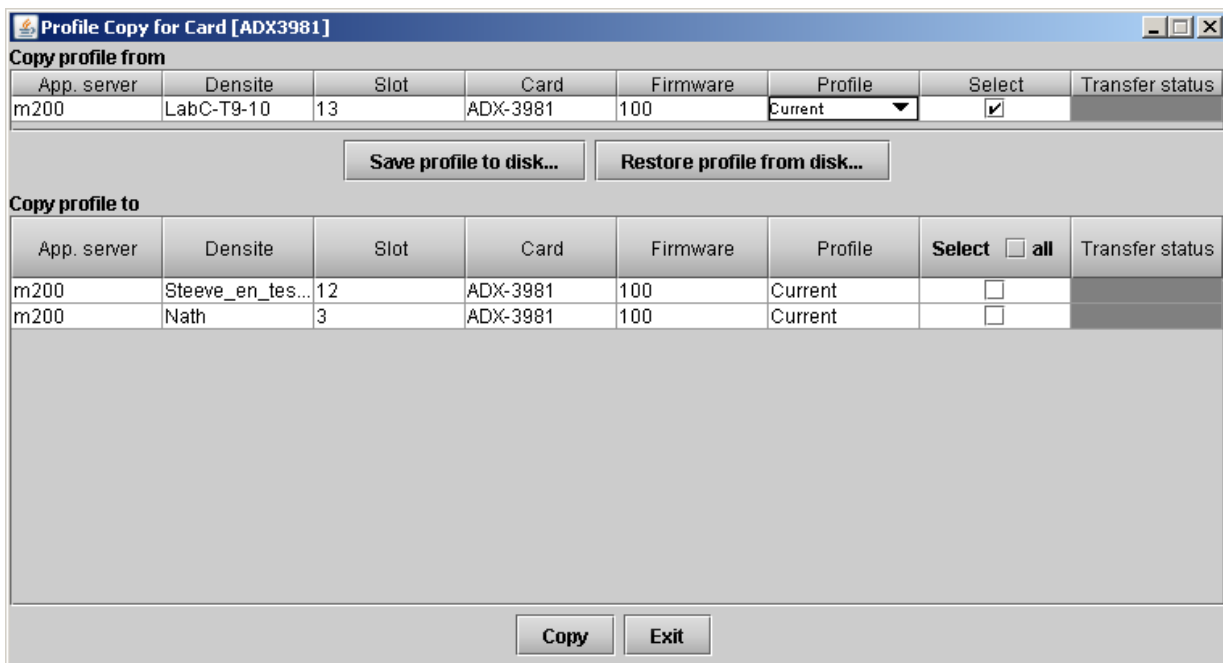 Profile Copy for Card [ADX3981]
Copy profile from
App. server Densite Slot Card Firmware Profile Select Transfer status
m200 LabC-T9-10 13 ADX-3981 100 Current
Save profile to disk... Restore profile from disk...
Copy profile to
App. server Densite Slot Card Firmware Profile Select all Transfer status
m200 Steeve_en_tes... 12 ADX-3981 100 Current
m200 Nath 3 ADX-3981 100 Current
Copy Exit